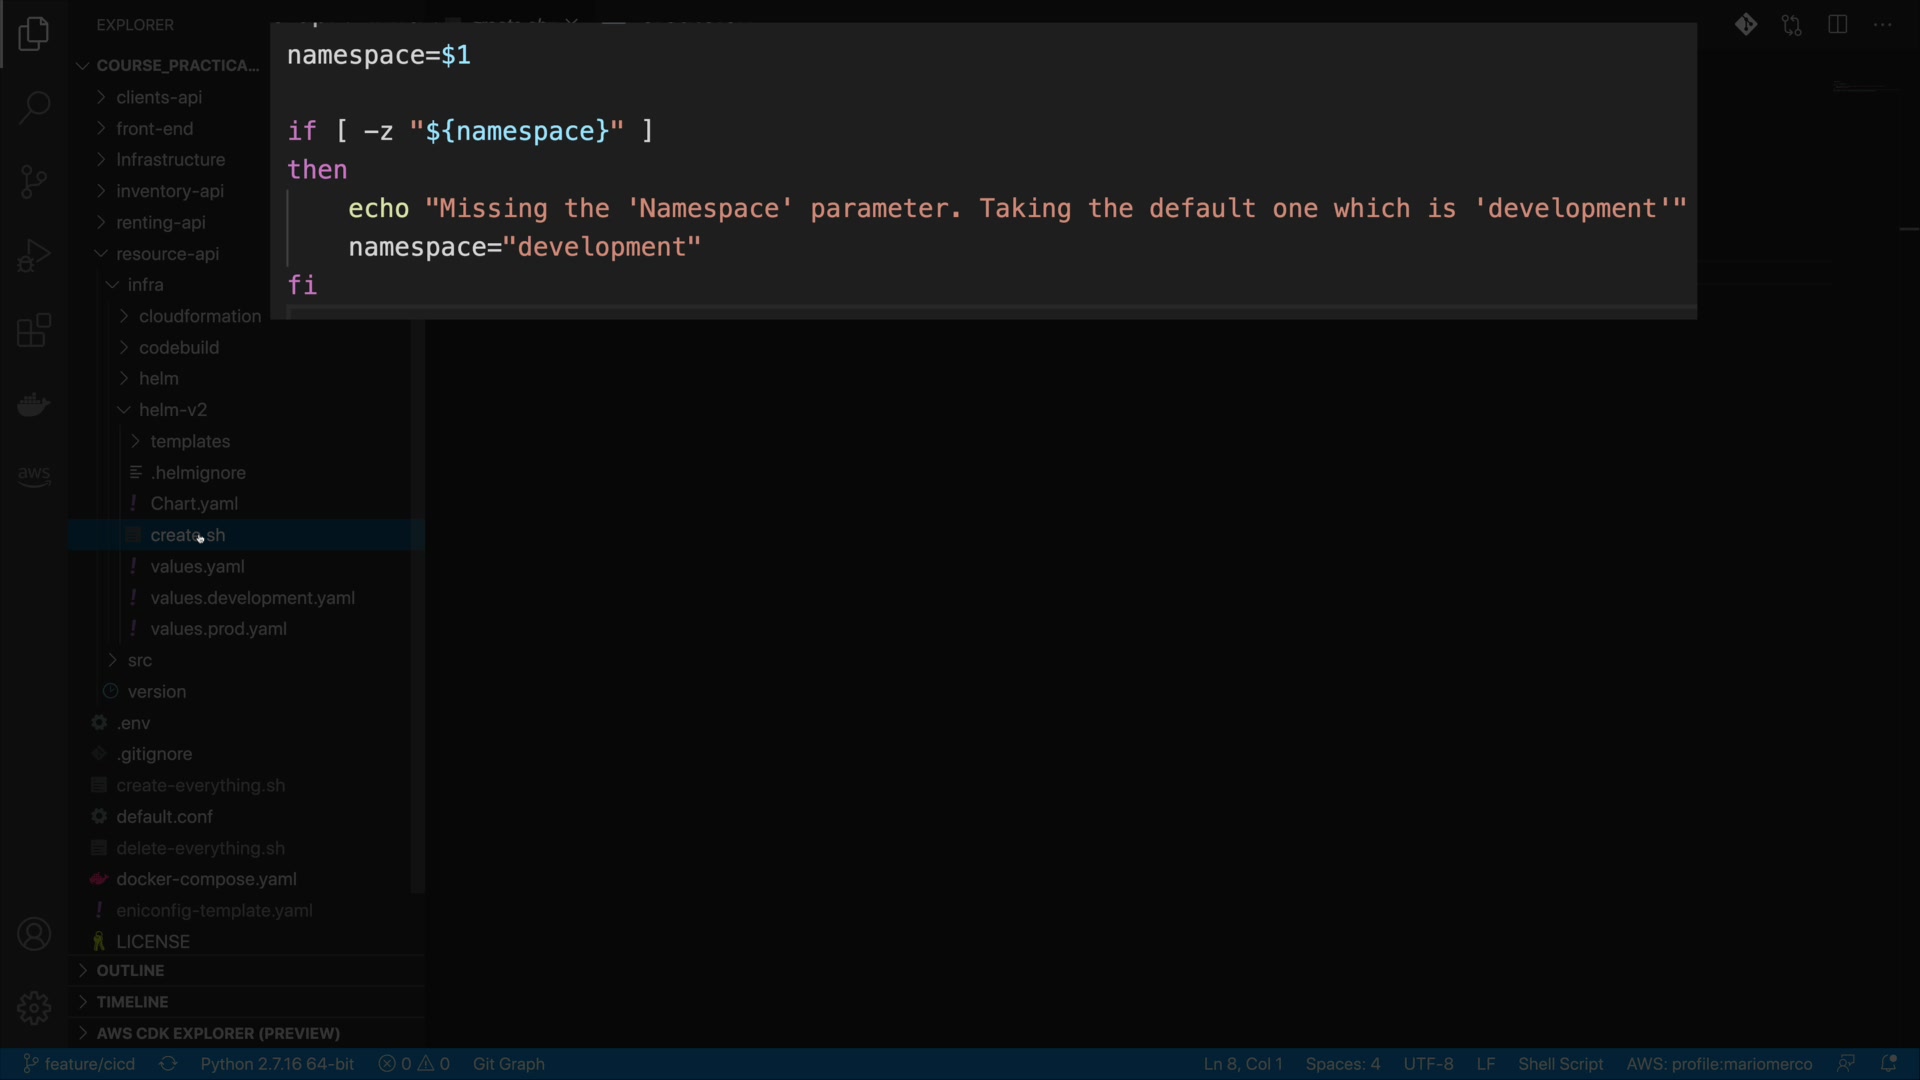 EXPLORER
COURSE_PRACTICA...
clients-api
front-end
Infrastructure
inventory-api
renting-api
resource-api
infra
cloudformation
codebuild
helm
helm-v2
templates
.helmignore
Chart.yaml
create.sh
values.yaml
values.development.yaml
values.prod.yaml
src
version
.env
.gitignore
create-everything.sh
default.conf
delete-everything.sh
docker-compose.yaml
eniconfig-template.yaml
LICENSE
OUTLINE
TIMELINE
AWS CDK EXPLORER (PREVIEW)
aws
namespace=$1
if [ -z "${namespace}" ]
then
echo "Missing the 'Namespace' parameter. Taking the default one which is 'development'"
namespace="development"
fi
feature/cicd Python 2.7.16 64-bit 0 0 Git Graph Ln 8, Col 1 Spaces: 4 UTF-8 LF Shell Script AWS: profile:mariomerco